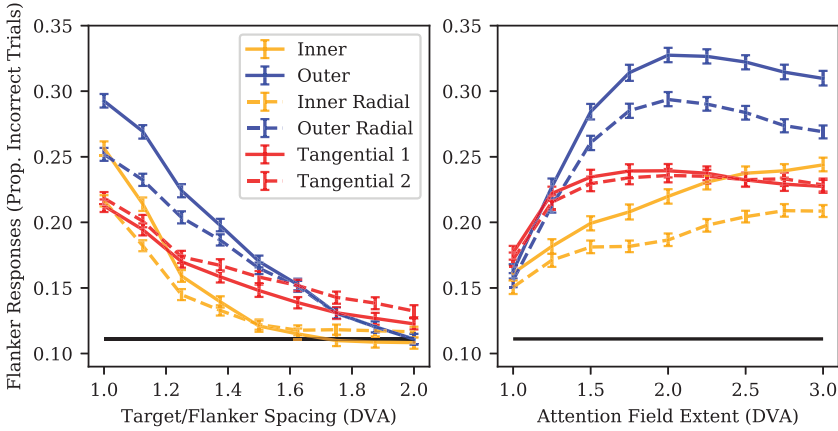 Flanker Responses (Prop. Incorrect Trials)
0.35
0.30
0.25
0.20
0.15
0.10
1.0
1.2
1.4
1.6
1.8
2.0
Target/Flanker Spacing (DVA)
Inner
Outer
Inner Radial
Outer Radial
Tangential 1
Tangential 2
0.35
0.30
0.25
0.20
0.15
0.10
1.0
1.5
2.0
2.5
3.0
Attention Field Extent (DVA)